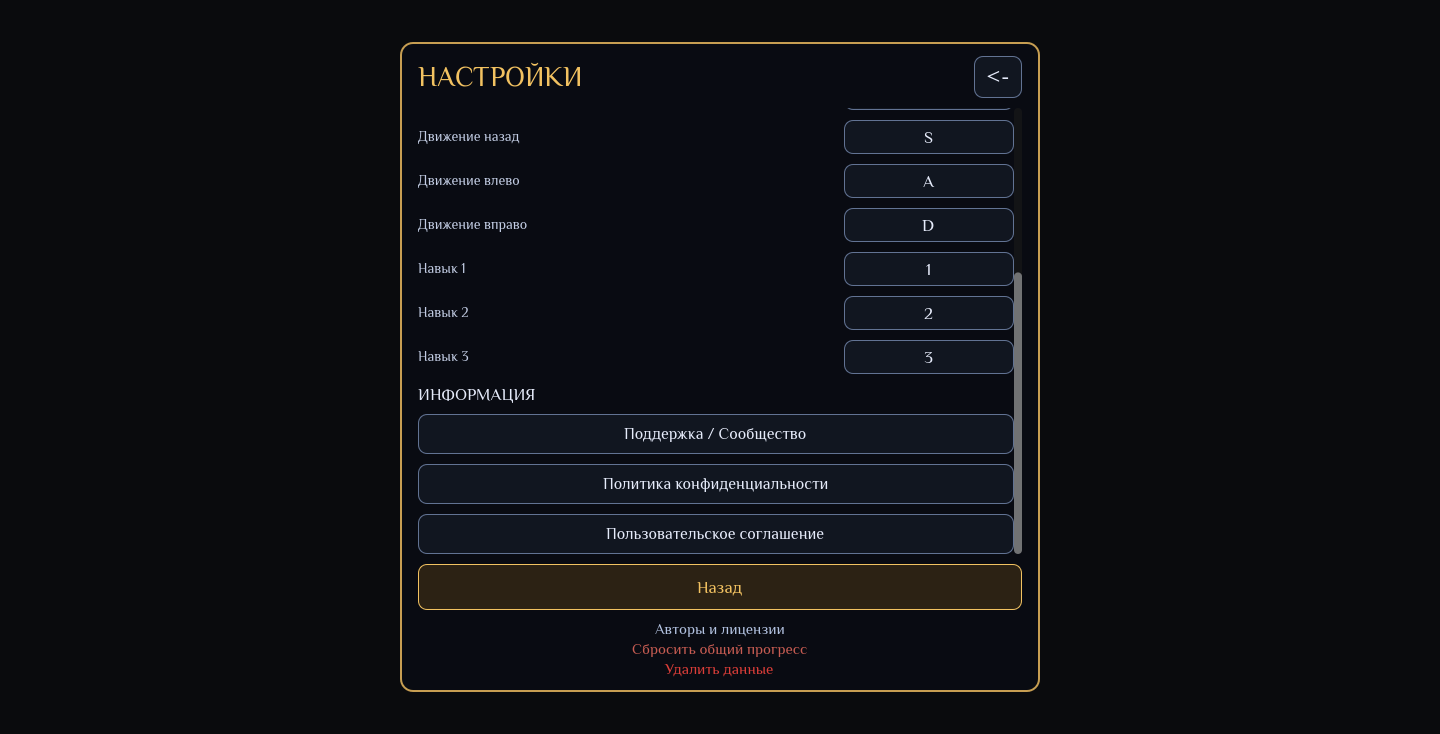 НАСТРОЙКИ
<-
Движение назад
S
Движение влево
A
Движение вправо
D
Навык 1
1
Навык 2
2
Навык 3
3
ИНФОРМАЦИЯ
Поддержка / Сообщество
Политика конфиденциальности
Пользовательское соглашение
Назад
Авторы и лицензии
Сбросить общий прогресс
Удалить данные